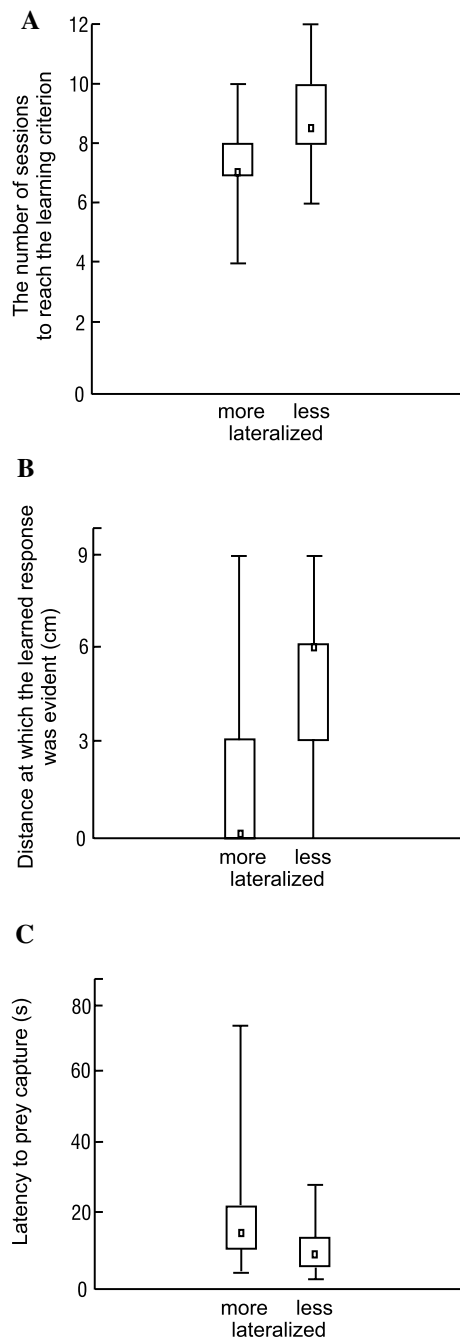 A
The number of sessions
to reach the learning criterion
12
10
8
6
4
2
0
more less
lateralized
B
Distance at which the learned response
was evident (cm)
9
6
3
0
more less
lateralized
C
Latency to prey capture (s)
80
60
40
20
0
more less
lateralized